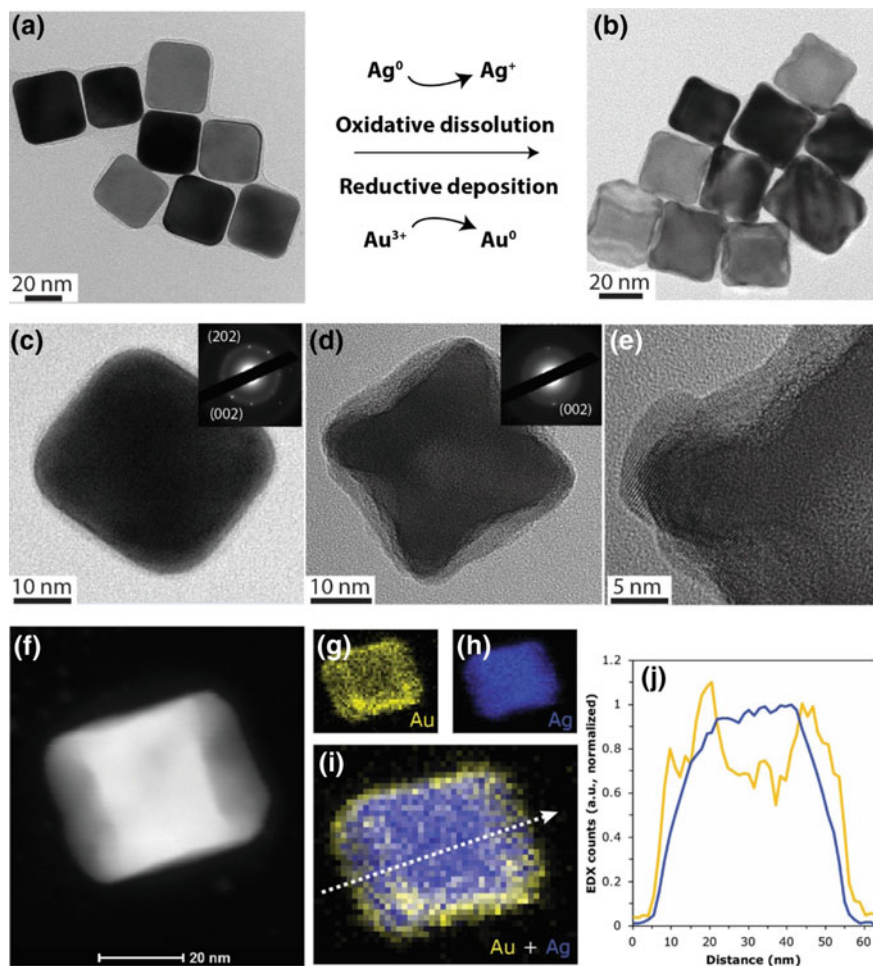 (a)
20 nm
Ag⁰ Ag⁺
Oxidative dissolution
Reductive deposition
Au³⁺ Au⁰
(b)
20 nm
(c)
(202)
(002)
10 nm
(d)
(002)
10 nm
(e)
5 nm
(f)
20 nm
(g)
Au
(h)
Ag
(i)
Au + Ag
(j)
EDX counts (a.u., normalized)
1.2
1
0.8
0.6
0.4
0.2
0
0 10 20 30 40 50 60
Distance (nm)